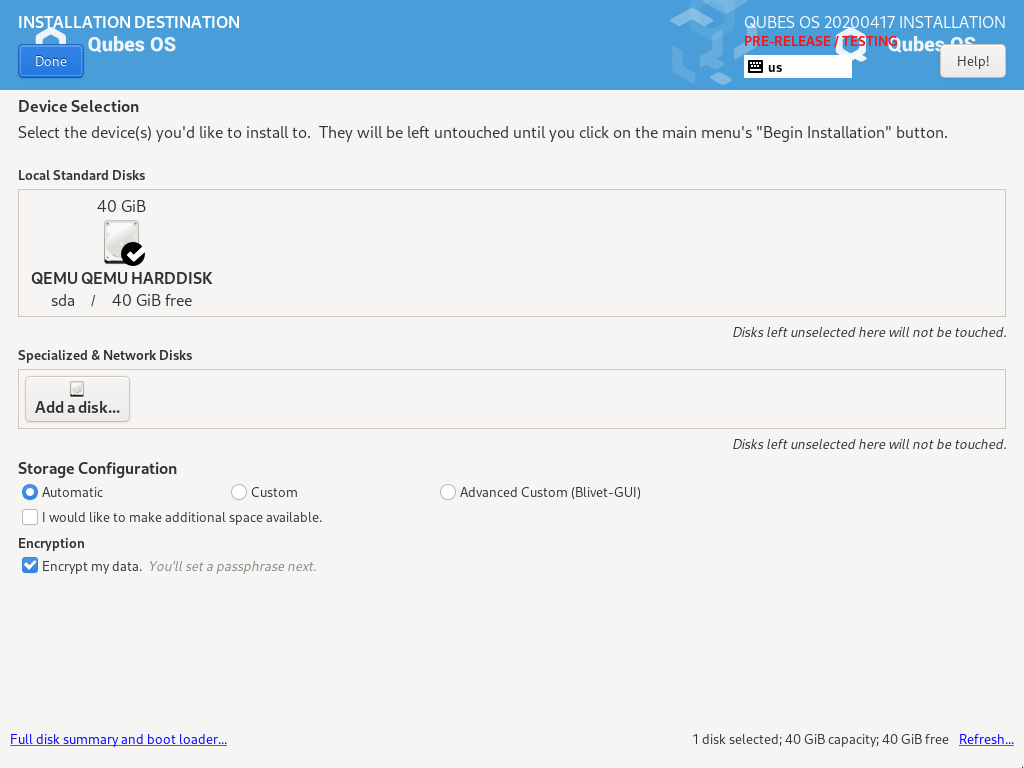 INSTALLATION DESTINATION
Qubes OS
Done
QUBES OS 20200417 INSTALLATION
PRE-RELEASE / TESTING
Qubes OS
us
Help!
Device Selection
Select the device(s) you'd like to install to.  They will be left untouched until you click on the main menu's "Begin Installation" button.
Local Standard Disks
40 GiB
QEMU QEMU HARDDISK
sda / 40 GiB free
Disks left unselected here will not be touched.
Specialized & Network Disks
Add a disk...
Disks left unselected here will not be touched.
Storage Configuration
Automatic Custom Advanced Custom (Blivet-GUI)
I would like to make additional space available.
Encryption
Encrypt my data. You'll set a passphrase next.
Full disk summary and boot loader... 1 disk selected; 40 GiB capacity; 40 GiB free Refresh...